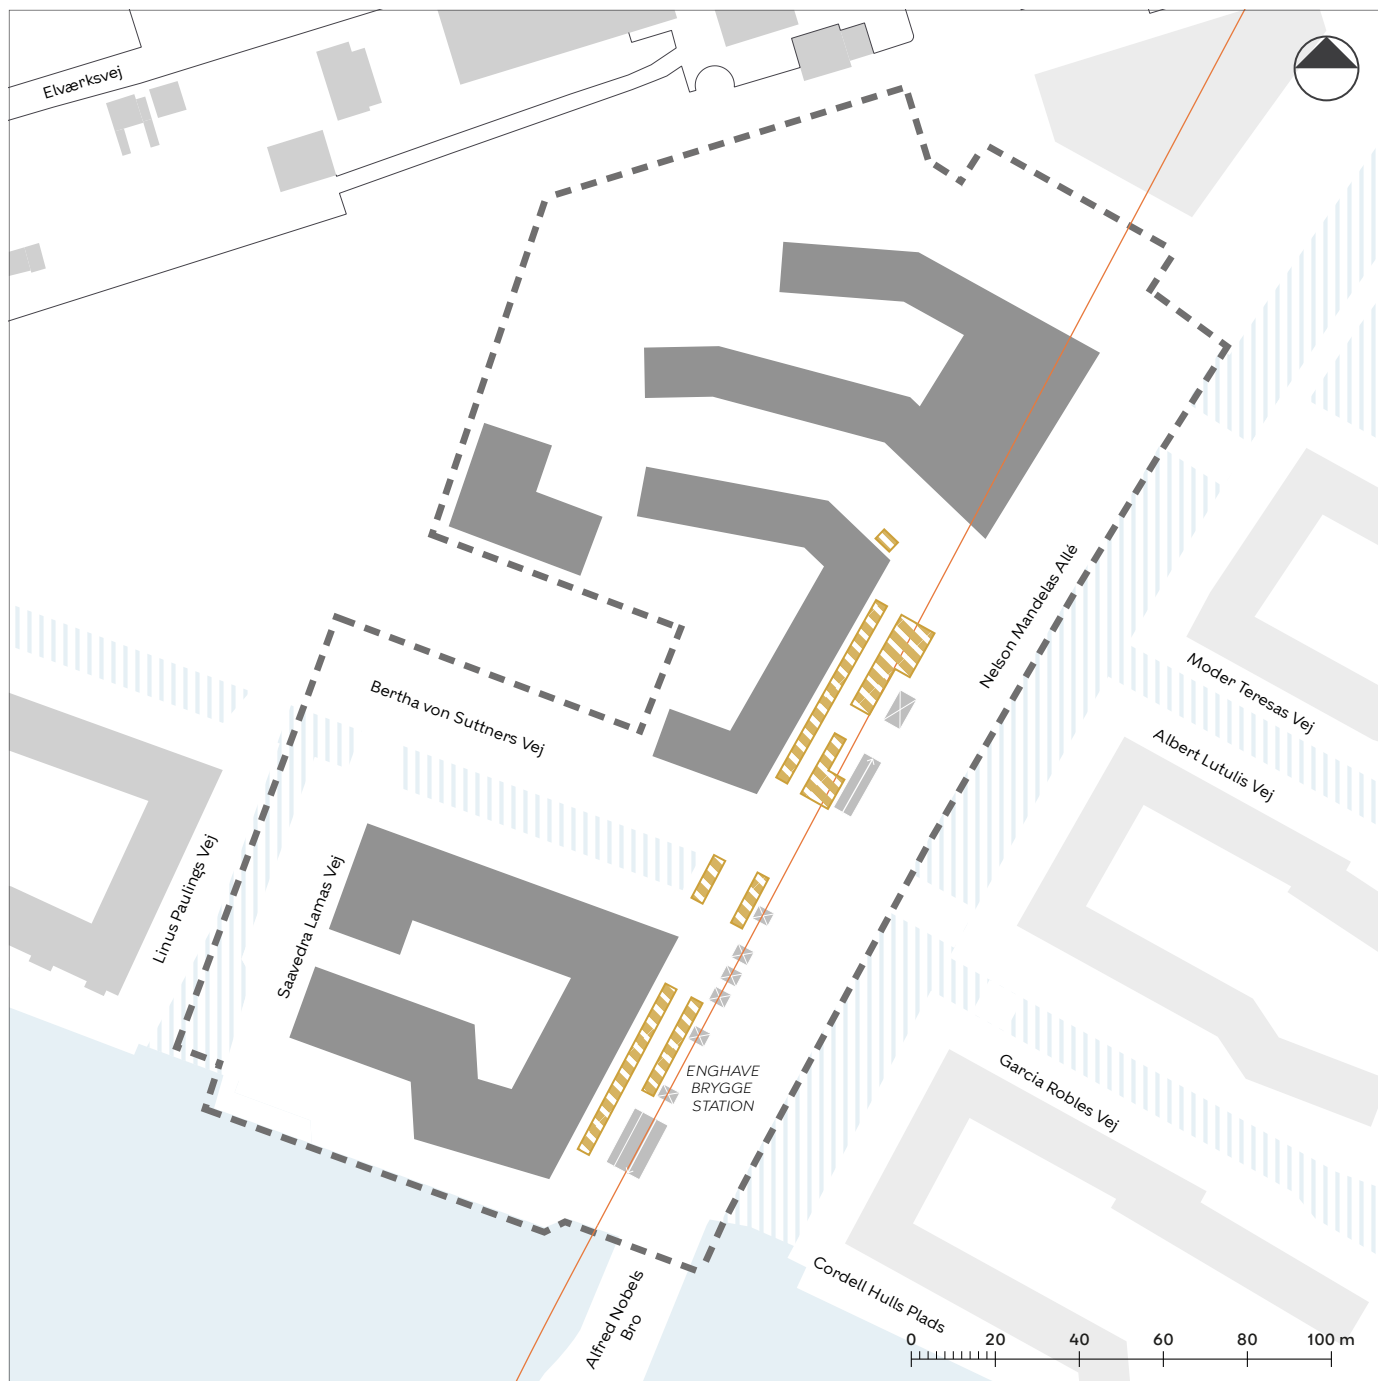 Elværksvej
Nelson Mandelas Allé
Moder Teresas Vej
Bertha von Suttners Vej
Albert Lutulis Vej
Linus Paulings Vej
Saavedra Lamas Vej
ENGHAVE
BRYGGE
STATION
Garcia Robles Vej
Cordell Hulls Plads
Alfred Nobels
Bro
0 20 40 60 80 100 m